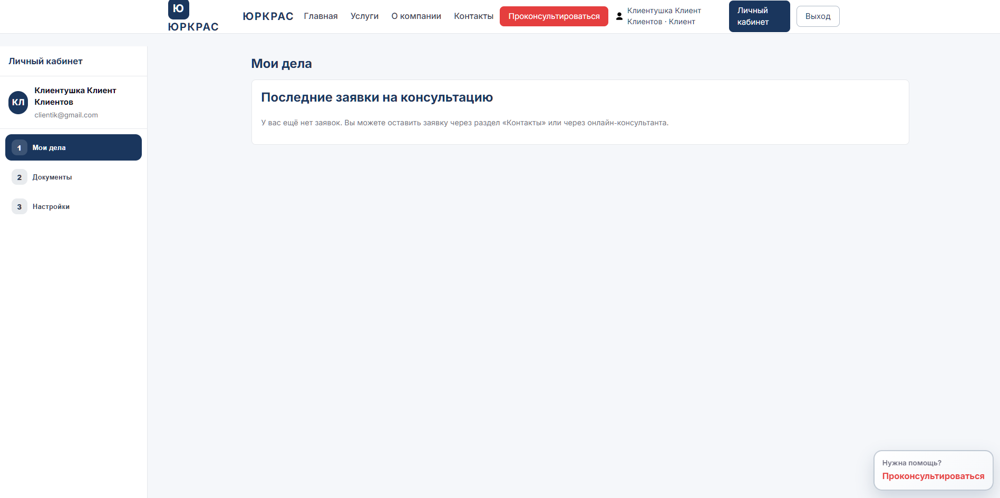 Ю
ЮРКРАС
ЮРКРАС
Главная
Услуги
О компании
Контакты
Проконсультироваться
Клиентушка Клиент
Клиентов · Клиент
Личный
кабинет
Выход
Личный кабинет
КЛ
Клиентушка Клиент
Клиентов
clientik@gmail.com
1 Мои дела
2 Документы
3 Настройки
Мои дела
Последние заявки на консультацию
У вас ещё нет заявок. Вы можете оставить заявку через раздел «Контакты» или через онлайн-консультанта.
Нужна помощь?
Проконсультироваться